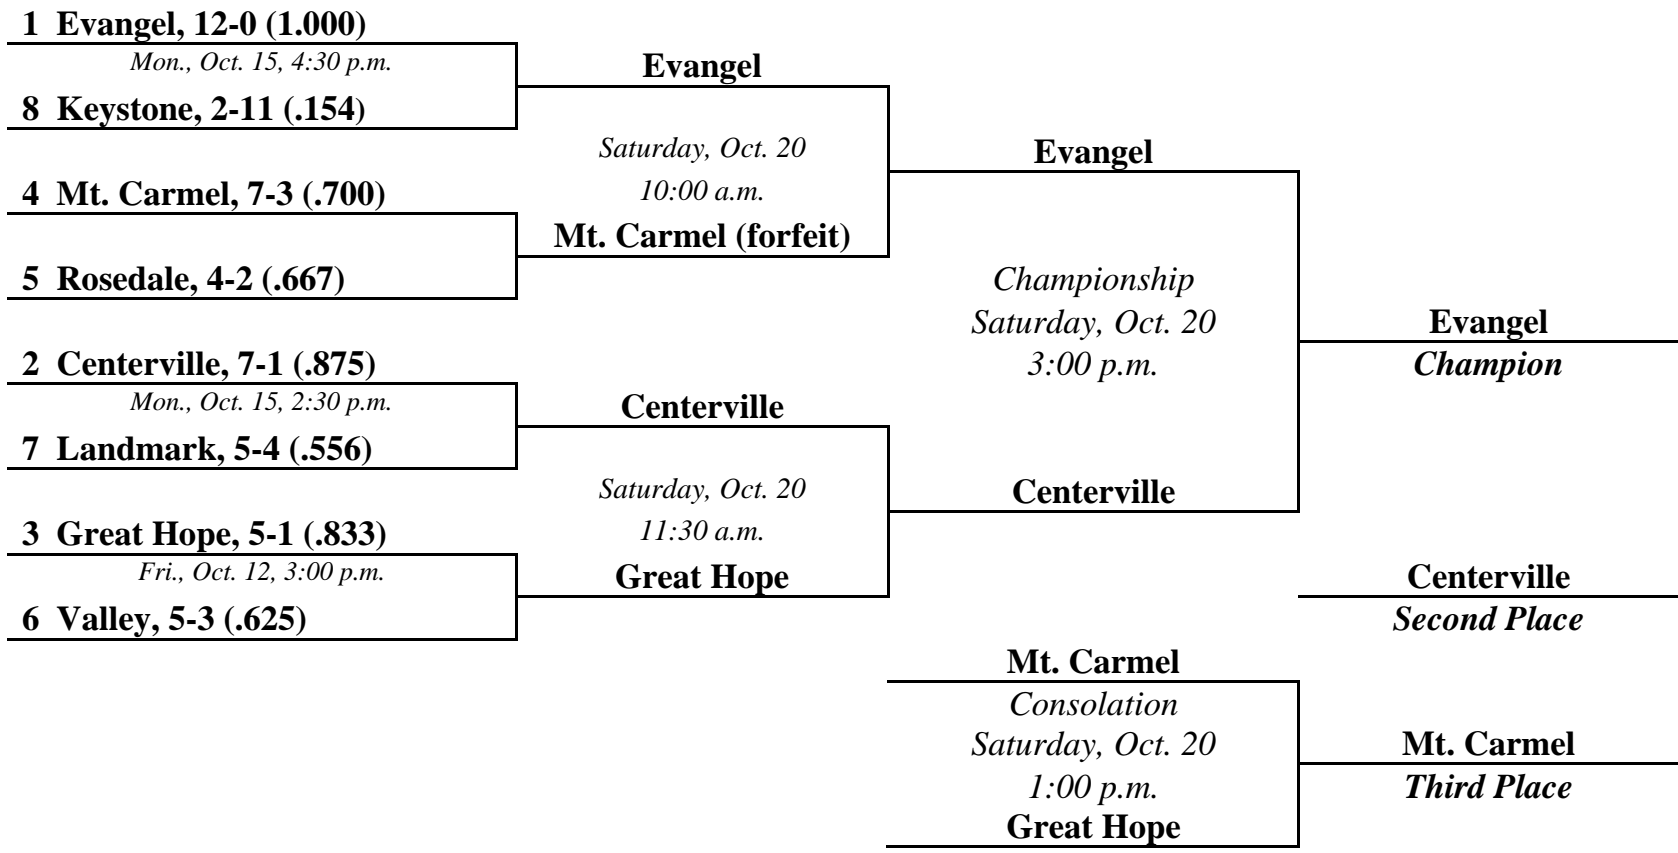 1 Evangel, 12-0 (1.000)
Mon., Oct. 15, 4:30 p.m.
8 Keystone, 2-11 (.154)
4 Mt. Carmel, 7-3 (.700)
5 Rosedale, 4-2 (.667)
2 Centerville, 7-1 (.875)
Mon., Oct. 15, 2:30 p.m.
7 Landmark, 5-4 (.556)
3 Great Hope, 5-1 (.833)
Fri., Oct. 12, 3:00 p.m.
6 Valley, 5-3 (.625)
Evangel
Saturday, Oct. 20
10:00 a.m.
Mt. Carmel (forfeit)
Centerville
Saturday, Oct. 20
11:30 a.m.
Great Hope
Evangel
Championship
Saturday, Oct. 20
3:00 p.m.
Centerville
Mt. Carmel
Consolation
Saturday, Oct. 20
1:00 p.m.
Great Hope
Evangel
Champion
Centerville
Second Place
Mt. Carmel
Third Place